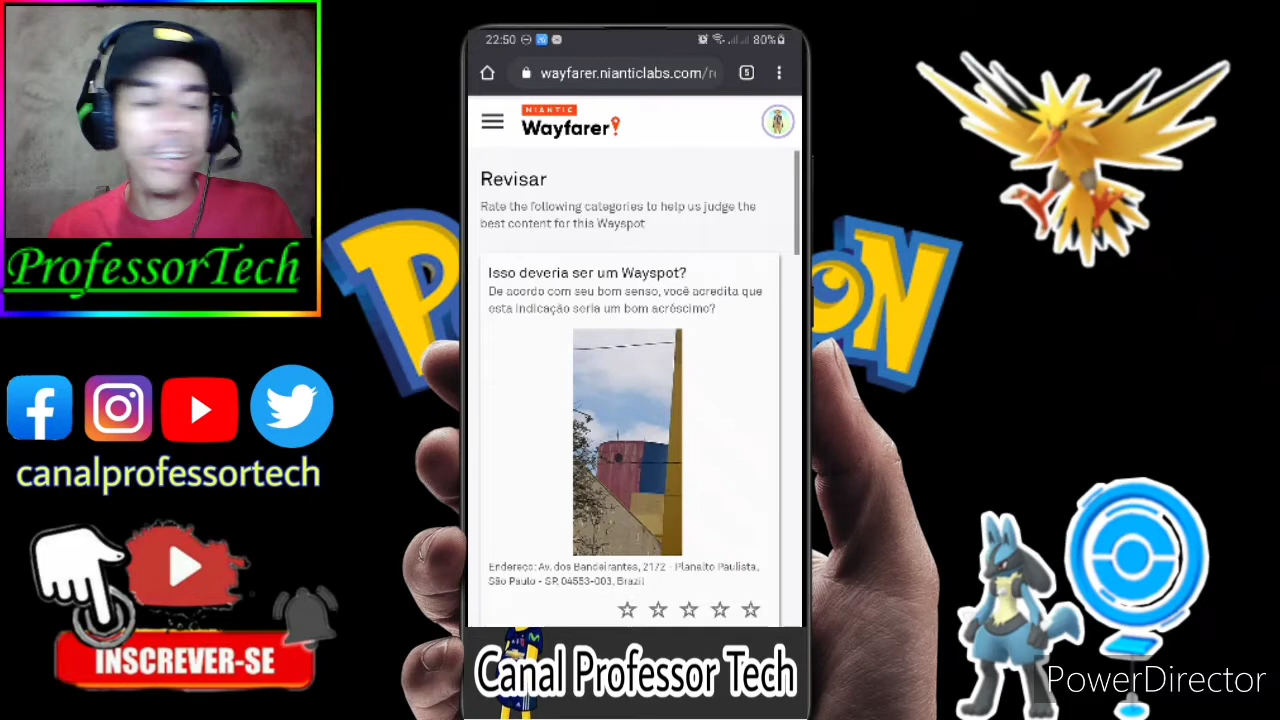 22:50
80%
wayfarer.nianticlabs.com/re
5
NIANTIC
Wayfarer
Revisar
Rate the following categories to help us judge the
best content for this Wayspot
Isso deveria ser um Wayspot?
De acordo com seu bom senso, você acredita que
esta indicação seria um bom acréscimo?
Endereço: Av. dos Bandeirantes, 2172 - Planalto Paulista,
São Paulo - SP, 04553-003, Brazil
ProfessorTech
canalprofessortech
INSCREVER-SE
P
ON
Canal Professor Tech
PowerDirector